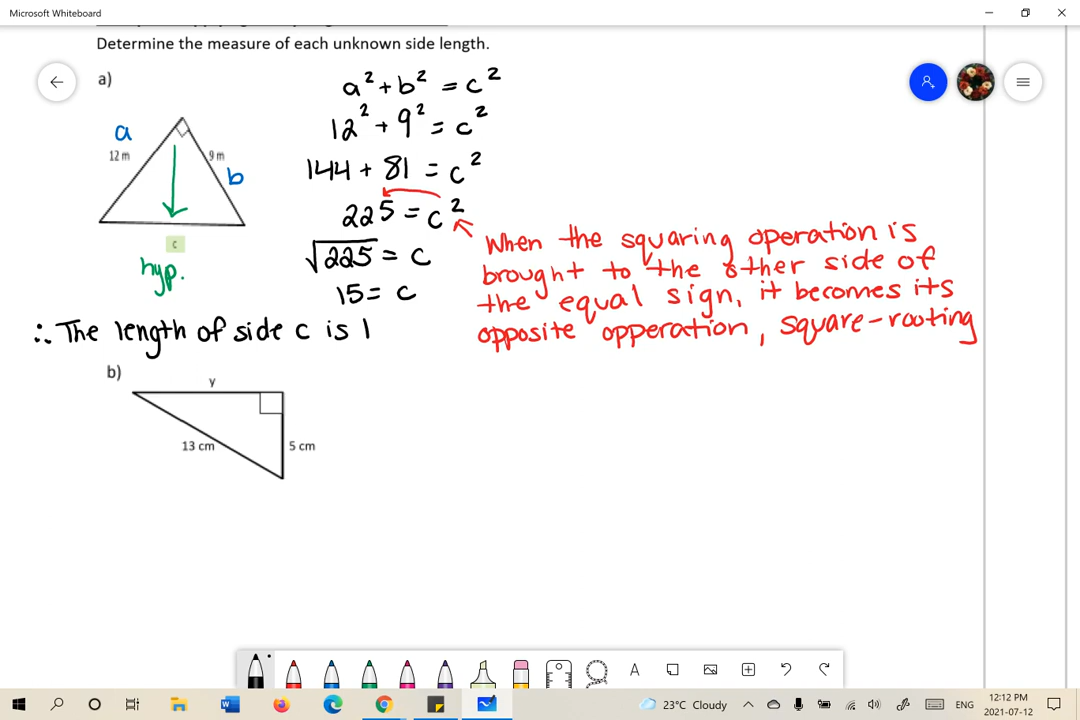 Microsoft Whiteboard
Determine the measure of each unknown side length.
a)
a
12 m
9 m
b
c
hyp.
a² + b² = c²
12² + 9² = c²
144 + 81 = c²
225 = c²
√225 = c
15 = c
When the squaring operation is
brought to the other side of
the equal sign, it becomes its
opposite opperation, square-rooting
∴ The length of side c is 1
b)
y
13 cm
5 cm
A
W
23°C Cloudy
ENG
12:12 PM
2021-07-12